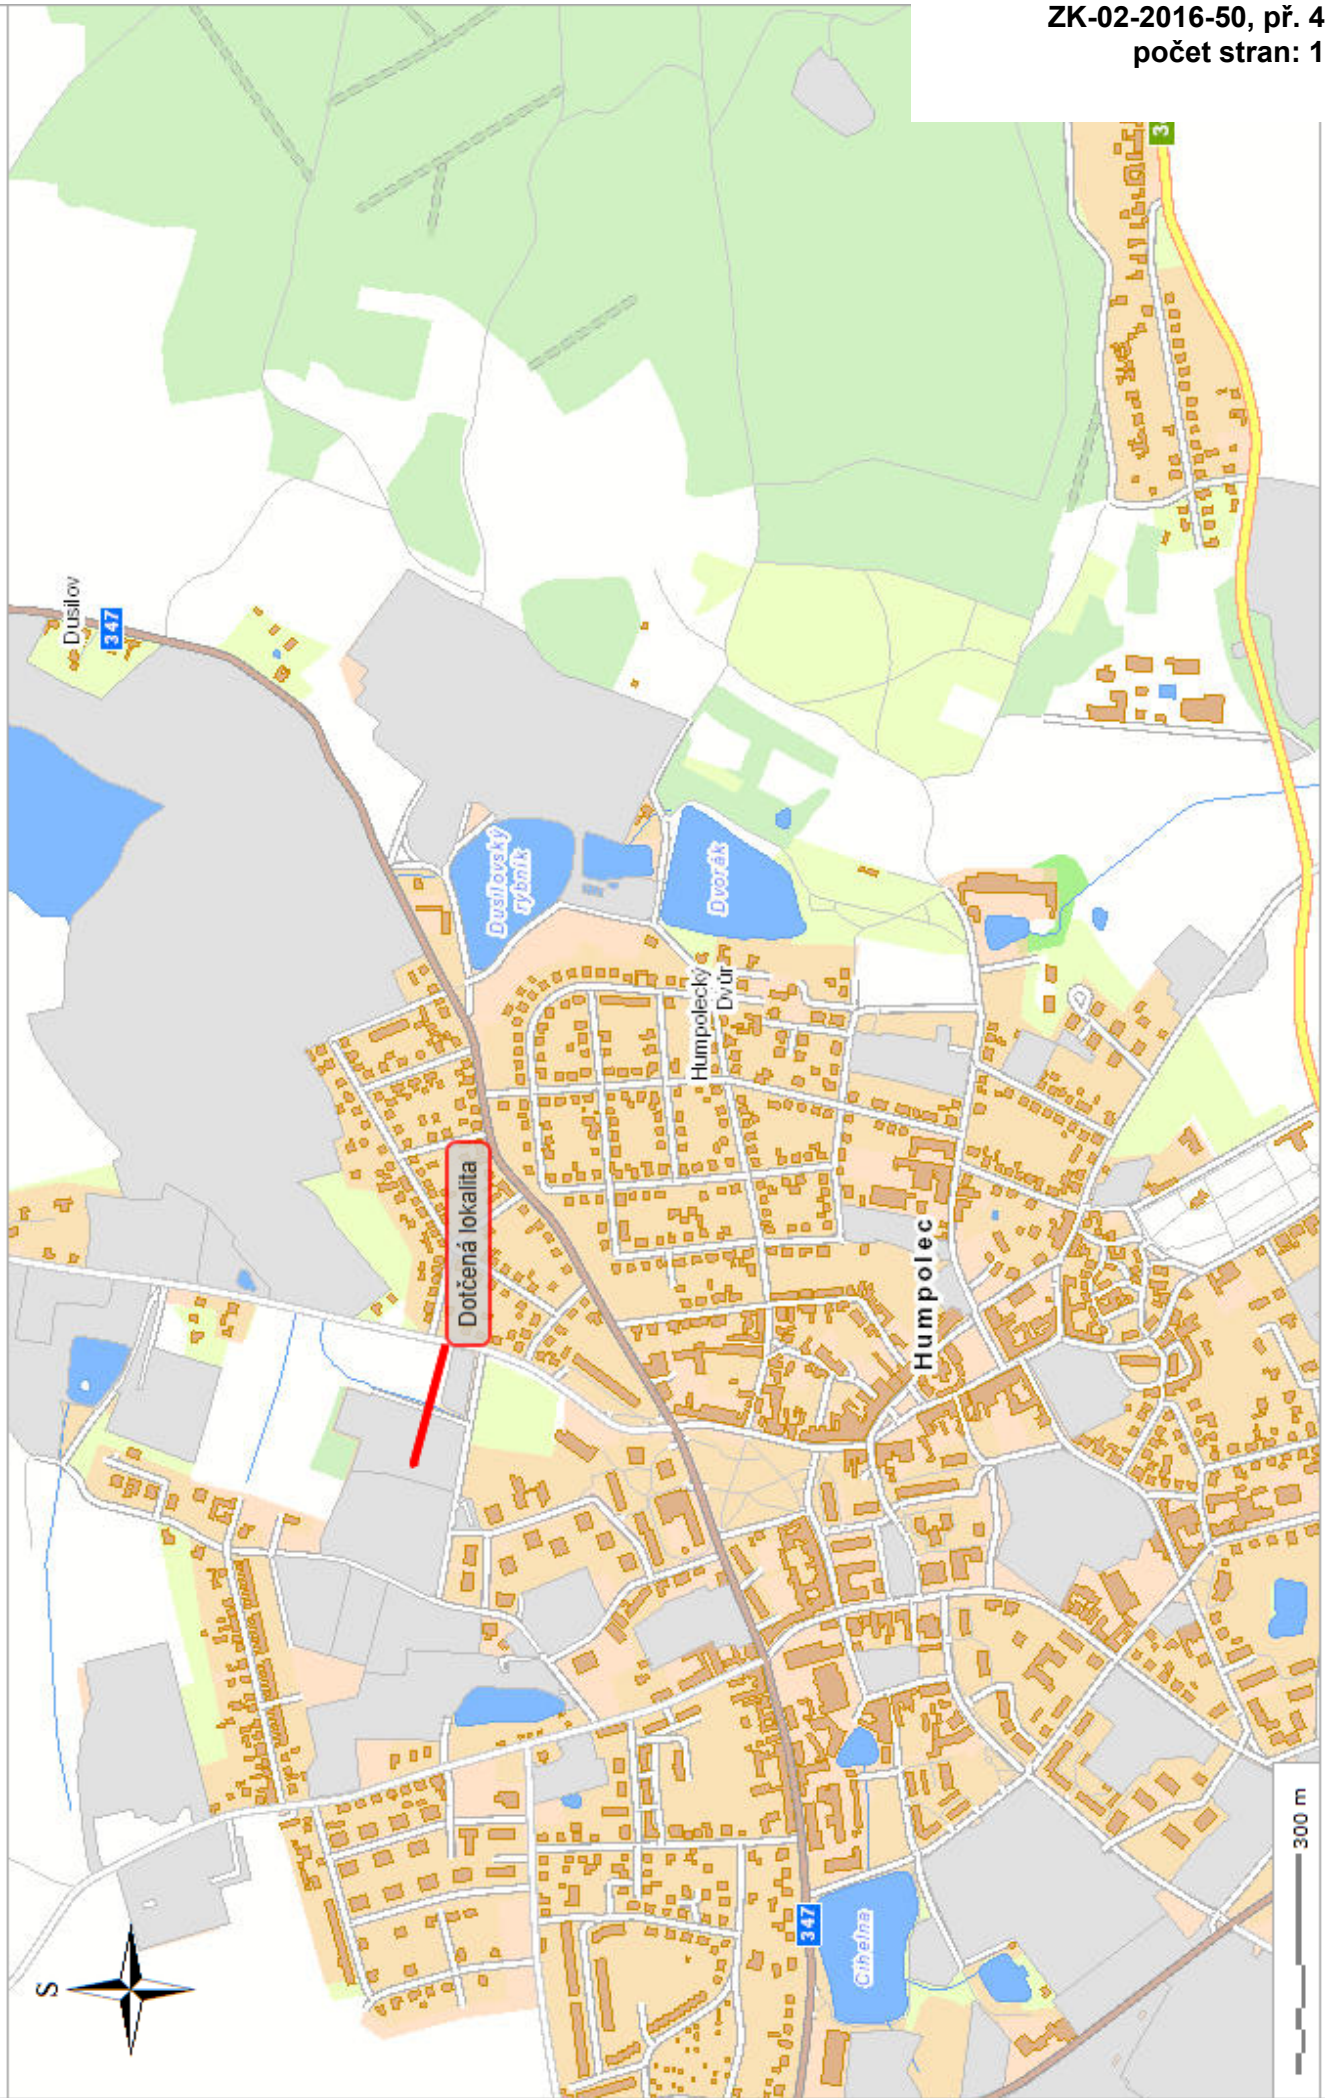 ZK-02-2016-50, př. 4
počet stran: 1
Dusilov
347
Dusilovský
rybník
Dvořák
Humpolecký
Dvůr
Dotčená lokalita
Humpolec
347
Cihelna
S
300 m